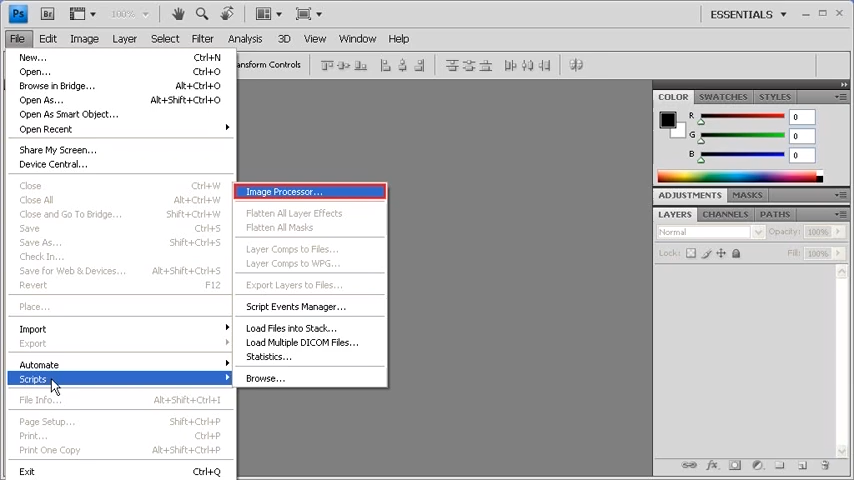 Ps Br 100% ESSENTIALS
File Edit Image Layer Select Filter Analysis 3D View Window Help
New... Ctrl+N
Open... Ctrl+O
Browse in Bridge... Alt+Ctrl+O
Open As... Alt+Shift+Ctrl+O
Open As Smart Object...
Open Recent
Share My Screen...
Device Central...
Close Ctrl+W
Close All Alt+Ctrl+W
Close and Go To Bridge... Shift+Ctrl+W
Save Ctrl+S
Save As... Shift+Ctrl+S
Check In...
Save for Web & Devices... Alt+Shift+Ctrl+S
Revert F12
Place...
Import
Export
Automate
Scripts
File Info... Alt+Shift+Ctrl+I
Page Setup... Shift+Ctrl+P
Print... Ctrl+P
Print One Copy Alt+Shift+Ctrl+P
Exit Ctrl+Q
Image Processor...
Flatten All Layer Effects
Flatten All Masks
Layer Comps to Files...
Layer Comps to WPG...
Export Layers to Files...
Script Events Manager...
Load Files into Stack...
Load Multiple DICOM Files...
Statistics...
Browse...
ransform Controls
COLOR SWATCHES STYLES
R 0
G 0
B 0
ADJUSTMENTS MASKS
LAYERS CHANNELS PATHS
Normal Opacity: 100%
Lock: Fill: 100%
fx